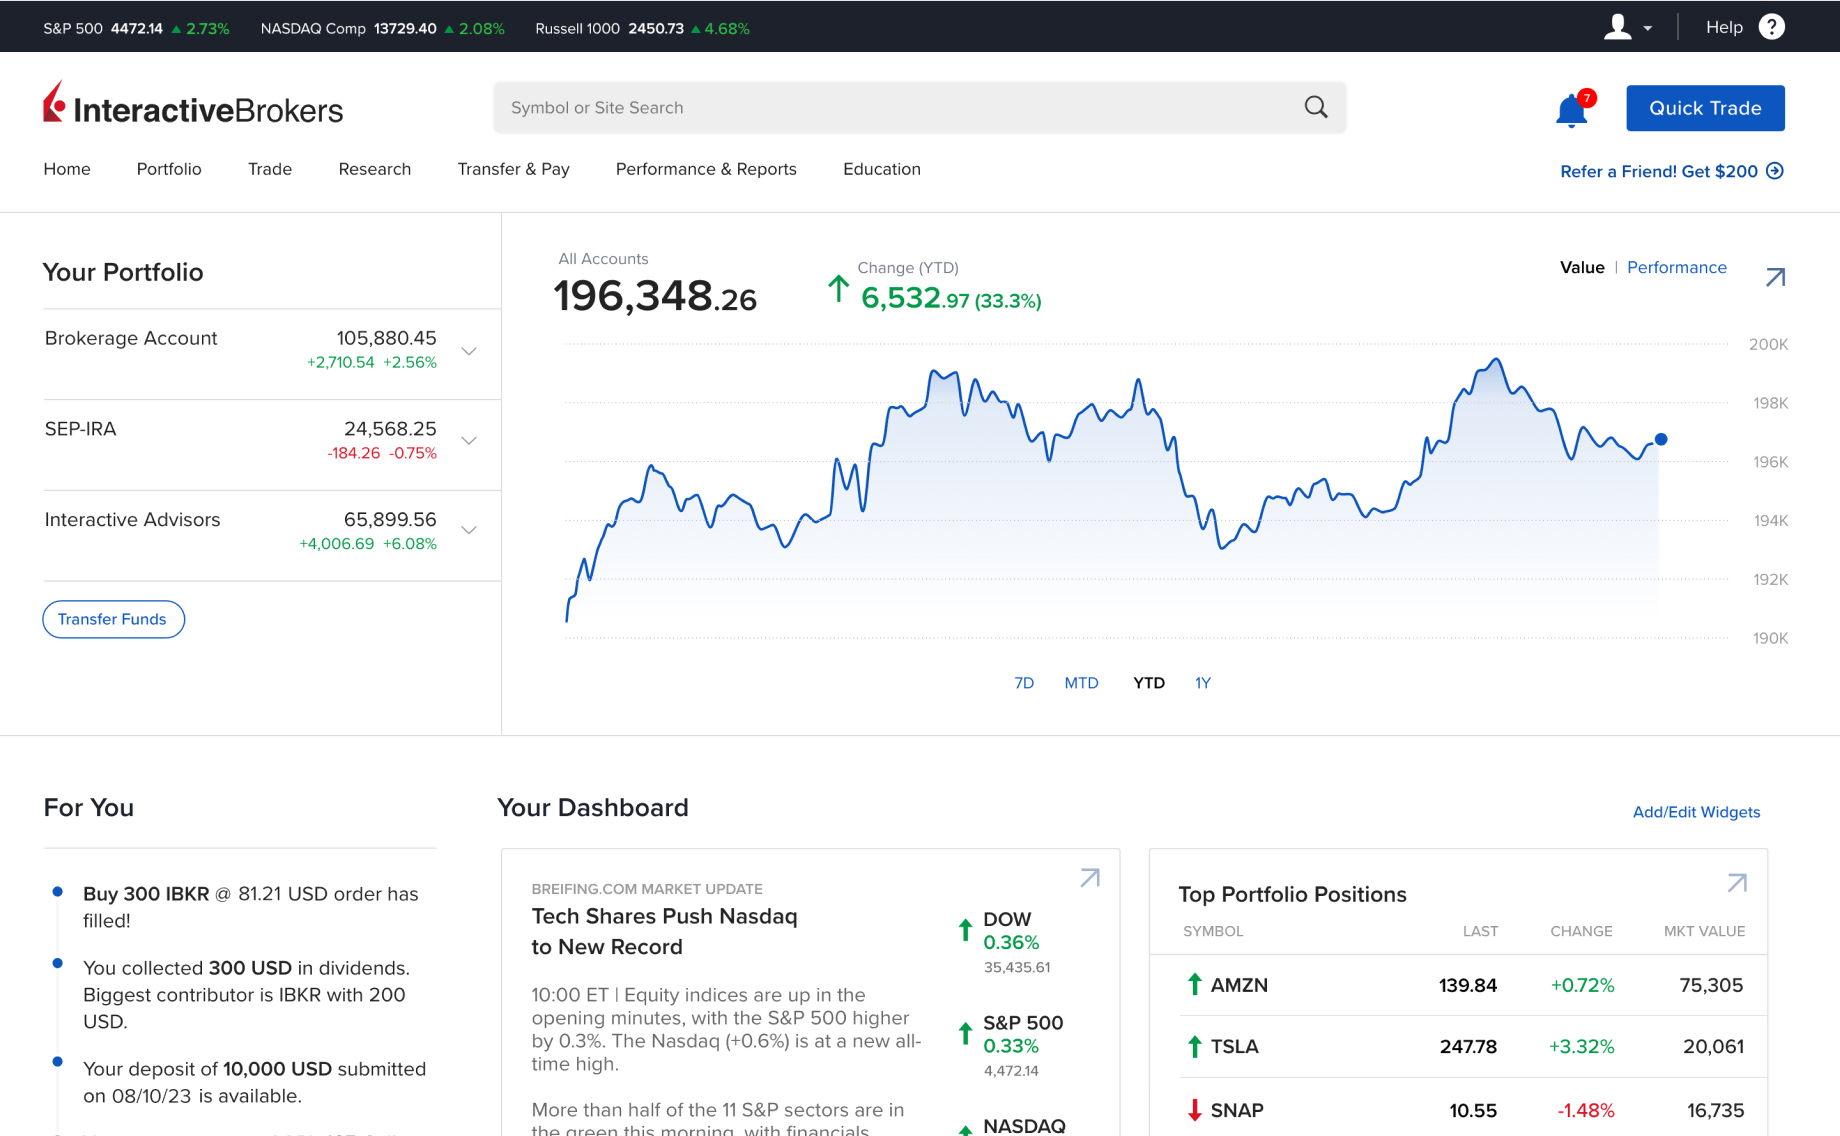 S&P 500 4472.14 ▲ 2.73% NASDAQ Comp 13729.40 ▲ 2.08% Russell 1000 2450.73 ▲ 4.68%
Help ?
InteractiveBrokers
Symbol or Site Search
7
Quick Trade
Home Portfolio Trade Research Transfer & Pay Performance & Reports Education
Refer a Friend! Get $200
Your Portfolio
Brokerage Account 105,880.45
+2,710.54 +2.56%
SEP-IRA 24,568.25
-184.26 -0.75%
Interactive Advisors 65,899.56
+4,006.69 +6.08%
Transfer Funds
All Accounts
196,348.26
Change (YTD)
6,532.97 (33.3%)
Value | Performance
200K
198K
196K
194K
192K
190K
7D MTD YTD 1Y
For You
Buy 300 IBKR @ 81.21 USD order has
filled!
You collected 300 USD in dividends.
Biggest contributor is IBKR with 200
USD.
Your deposit of 10,000 USD submitted
on 08/10/23 is available.
Your Dashboard
Add/Edit Widgets
BREIFING.COM MARKET UPDATE
Tech Shares Push Nasdaq
to New Record
10:00 ET | Equity indices are up in the
opening minutes, with the S&P 500 higher
by 0.3%. The Nasdaq (+0.6%) is at a new all-
time high.
More than half of the 11 S&P sectors are in
the green this morning, with financials
DOW
0.36%
35,435.61
S&P 500
0.33%
4,472.14
NASDAQ
Top Portfolio Positions
SYMBOL LAST CHANGE MKT VALUE
AMZN 139.84 +0.72% 75,305
TSLA 247.78 +3.32% 20,061
SNAP 10.55 -1.48% 16,735